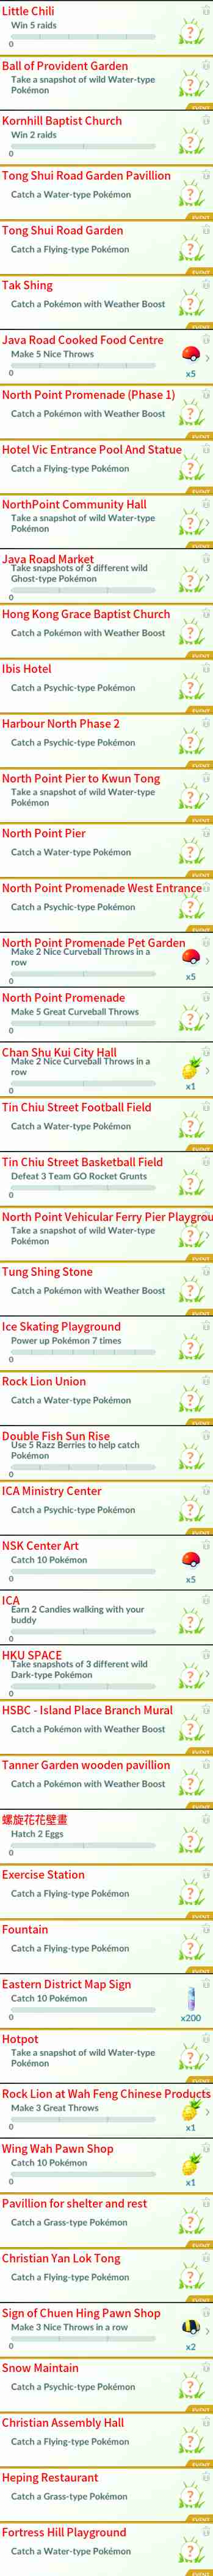 Little Chili
Win 5 raids
0
Ball of Provident Garden
Take a snapshot of wild Water-type
Pokémon
EVENT
Kornhill Baptist Church
Win 2 raids
0
Tong Shui Road Garden Pavillion
Catch a Water-type Pokémon
EVENT
Tong Shui Road Garden
Catch a Flying-type Pokémon
EVENT
Tak Shing
Catch a Pokémon with Weather Boost
EVENT
Java Road Cooked Food Centre
Make 5 Nice Throws
0
x5
North Point Promenade (Phase 1)
Catch a Pokémon with Weather Boost
EVENT
Hotel Vic Entrance Pool And Statue
Catch a Flying-type Pokémon
EVENT
NorthPoint Community Hall
Take a snapshot of wild Water-type
Pokémon
EVENT
Java Road Market
Take snapshots of 3 different wild
Ghost-type Pokémon
0
Hong Kong Grace Baptist Church
Catch a Pokémon with Weather Boost
EVENT
Ibis Hotel
Catch a Psychic-type Pokémon
EVENT
Harbour North Phase 2
Catch a Psychic-type Pokémon
EVENT
North Point Pier to Kwun Tong
Take a snapshot of wild Water-type
Pokémon
EVENT
North Point Pier
Catch a Water-type Pokémon
EVENT
North Point Promenade West Entrance
Catch a Psychic-type Pokémon
EVENT
North Point Promenade Pet Garden
Make 2 Nice Curveball Throws in a
row
0
x5
North Point Promenade
Make 5 Great Curveball Throws
0
Chan Shu Kui City Hall
Make 2 Nice Curveball Throws in a
row
0
x1
Tin Chiu Street Football Field
Catch a Water-type Pokémon
EVENT
Tin Chiu Street Basketball Field
Defeat 3 Team GO Rocket Grunts
0
North Point Vehicular Ferry Pier Playgrou
Take a snapshot of wild Water-type
Pokémon
EVENT
Tung Shing Stone
Catch a Pokémon with Weather Boost
EVENT
Ice Skating Playground
Power up Pokémon 7 times
0
Rock Lion Union
Catch a Water-type Pokémon
EVENT
Double Fish Sun Rise
Use 5 Razz Berries to help catch
Pokémon
0
ICA Ministry Center
Catch a Psychic-type Pokémon
EVENT
NSK Center Art
Catch 10 Pokémon
0
x5
ICA
Earn 2 Candies walking with your
buddy
0
HKU SPACE
Take snapshots of 3 different wild
Dark-type Pokémon
0
HSBC - Island Place Branch Mural
Catch a Pokémon with Weather Boost
EVENT
Tanner Garden wooden pavillion
Catch a Pokémon with Weather Boost
EVENT
螺旋花花壁畫
Hatch 2 Eggs
0
Exercise Station
Catch a Flying-type Pokémon
EVENT
Fountain
Catch a Flying-type Pokémon
EVENT
Eastern District Map Sign
Catch 10 Pokémon
0
x200
Hotpot
Take a snapshot of wild Water-type
Pokémon
EVENT
Rock Lion at Wah Feng Chinese Products
Make 3 Great Throws
0
x1
Wing Wah Pawn Shop
Catch 10 Pokémon
0
x1
Pavillion for shelter and rest
Catch a Grass-type Pokémon
EVENT
Christian Yan Lok Tong
Catch a Flying-type Pokémon
EVENT
Sign of Chuen Hing Pawn Shop
Make 3 Nice Throws in a row
0
x2
Snow Maintain
Catch a Psychic-type Pokémon
EVENT
Christian Assembly Hall
Catch a Flying-type Pokémon
EVENT
Heping Restaurant
Catch a Grass-type Pokémon
EVENT
Fortress Hill Playground
Catch a Water-type Pokémon
EVENT